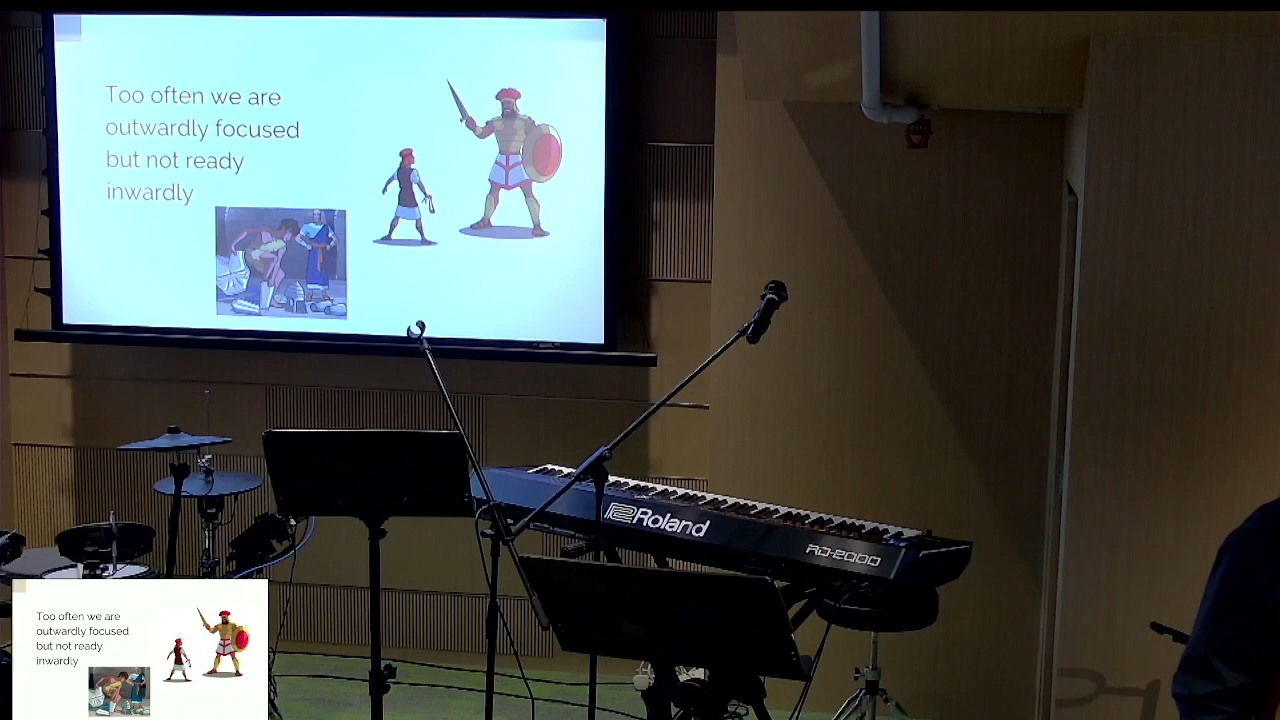 Too often we are
outwardly focused
but not ready
inwardly
Roland
RD-2000
Too often we are
outwardly focused
but not ready
inwardly